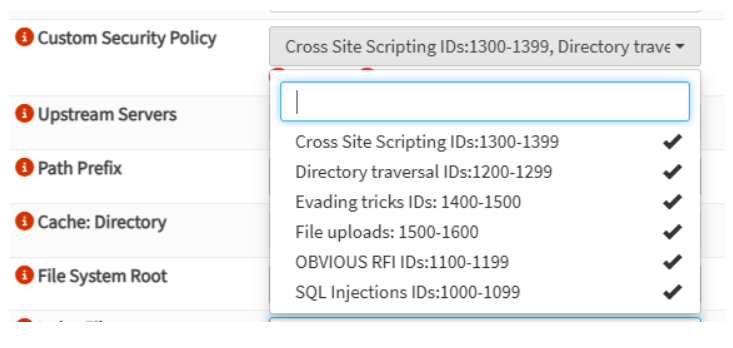 Custom Security Policy
Cross Site Scripting IDs:1300-1399, Directory trave
Upstream Servers
Cross Site Scripting IDs:1300-1399
Path Prefix
Directory traversal IDs:1200-1299
Evading tricks IDs: 1400-1500
Cache: Directory
File uploads: 1500-1600
OBVIOUS RFI IDs:1100-1199
File System Root
SQL Injections IDs:1000-1099